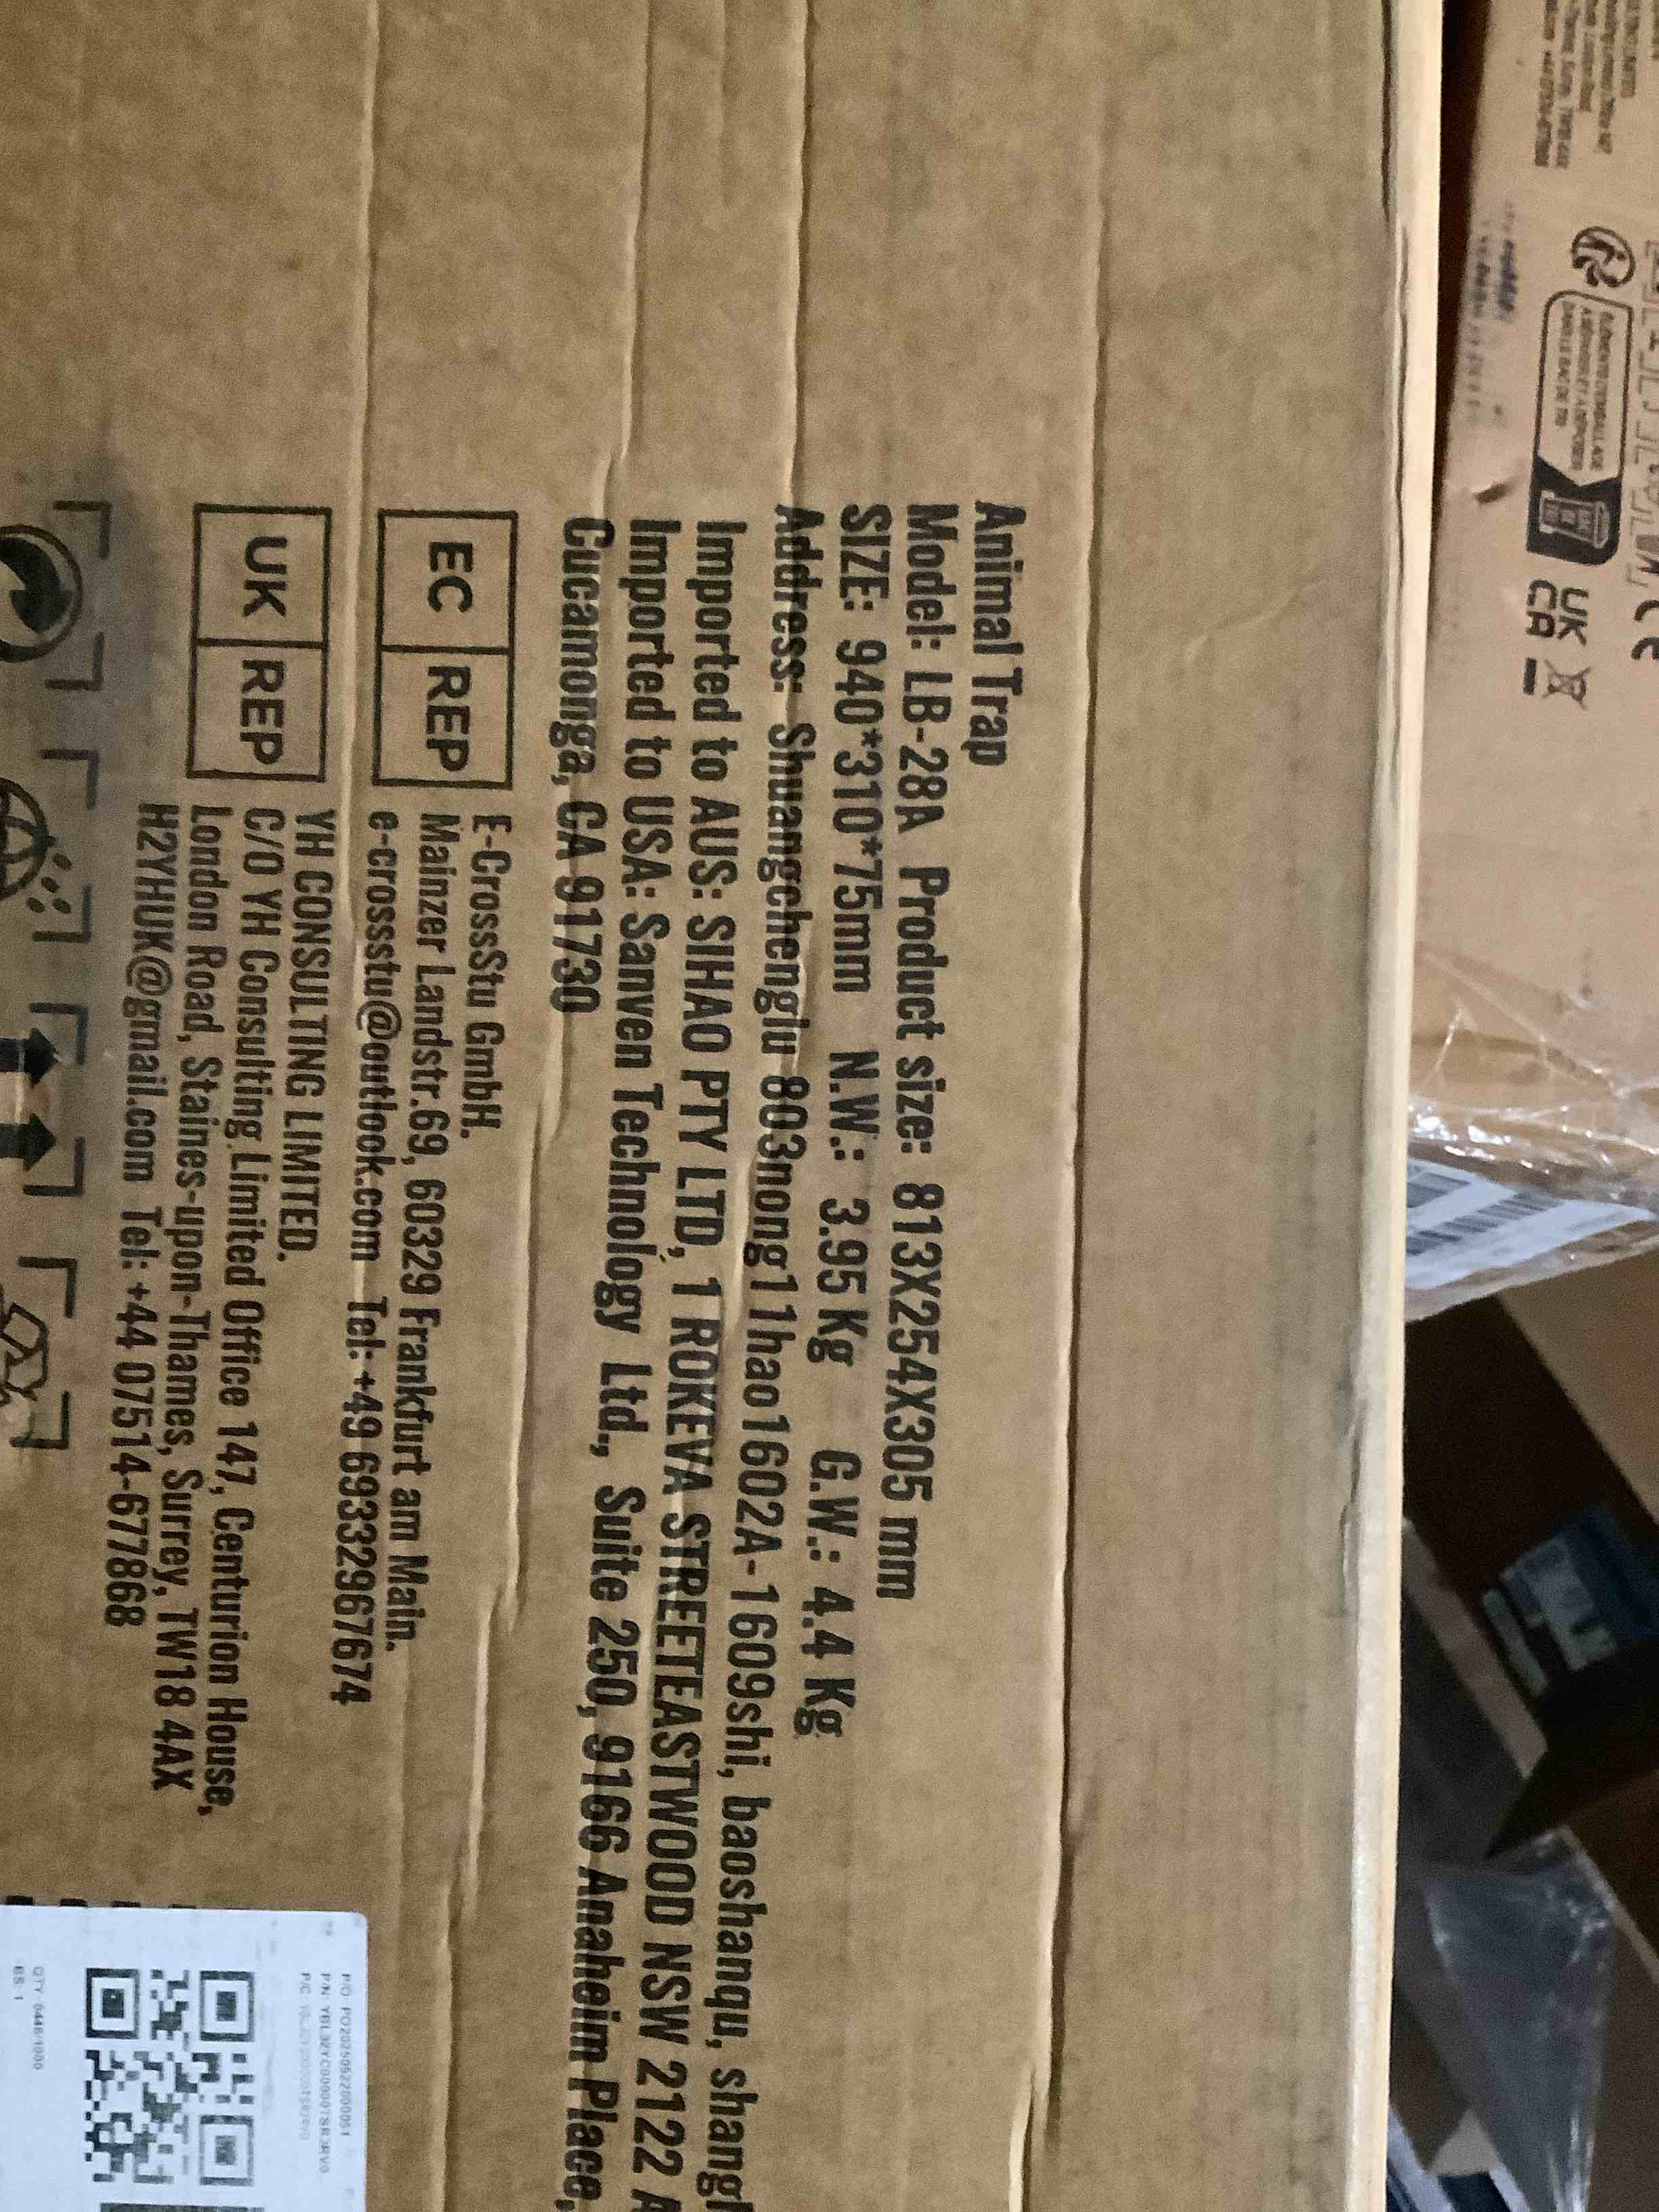 Animal Trap
Model: LB-28A Product size: 813X254X305 mm
SIZE: 940*310*75mm N.W.: 3.95 Kg G.W.: 4.4 Kg
Address: Shuangchenglu 803nong11hao1602A-1609shi, baoshanqu, shangh
Imported to AUS: SIHAO PTY LTD, 1 ROKEVA STREETEASTWOOD NSW 2122 A
Imported to USA: Sanven Technology Ltd., Suite 250, 9166 Anaheim Place,
Cucamonga, CA 91730
EC REP
E-CrossStu GmbH.
Mainzer Landstr.69, 60329 Frankfurt am Main.
e-crossstu@outlook.com Tel: +49 69332967674
UK REP
YH CONSULTING LIMITED.
C/O YH Consulting Limited Office 147, Centurion House,
London Road, Staines-upon-Thames, Surrey, TW18 4AX
H2YHUK@gmail.com Tel: +44 07514-677868
UK
CA
CE